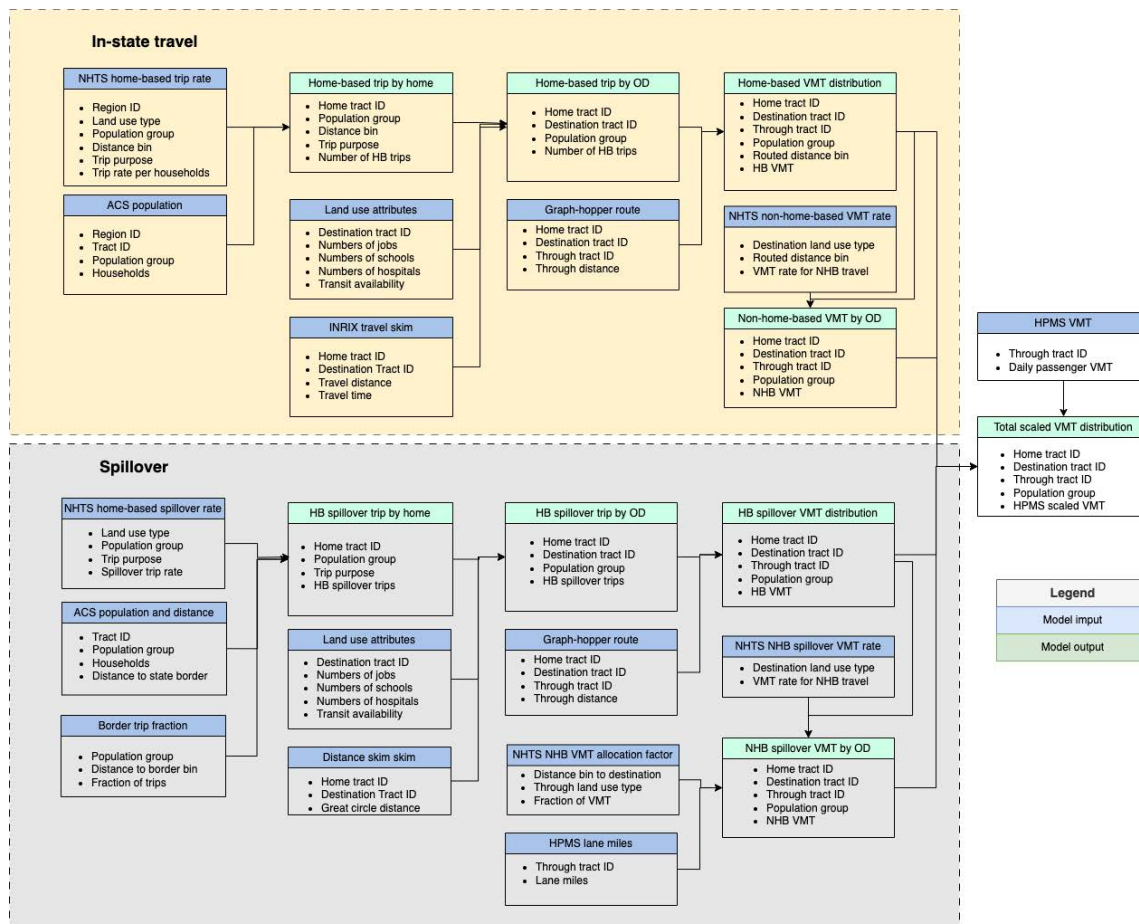 In-state travel
NHTS home-based trip rate
Region ID
Land use type
Population group
Distance bin
Trip purpose
Trip rate per households
ACS population
Region ID
Tract ID
Population group
Households
Home-based trip by home
Home tract ID
Population group
Distance bin
Trip purpose
Number of HB trips
Land use attributes
Destination tract ID
Numbers of jobs
Numbers of schools
Numbers of hospitals
Transit availability
INRIX travel skim
Home tract ID
Destination Tract ID
Travel distance
Travel time
Home-based trip by OD
Home tract ID
Destination tract ID
Population group
Number of HB trips
Graph-hopper route
Home tract ID
Destination tract ID
Through tract ID
Through distance
Home-based VMT distribution
Home tract ID
Destination tract ID
Through tract ID
Population group
Routed distance bin
HB VMT
NHTS non-home-based VMT rate
Destination land use type
Routed distance bin
VMT rate for NHB travel
Non-home-based VMT by OD
Home tract ID
Destination tract ID
Through tract ID
Population group
NHB VMT
HPMS VMT
Through tract ID
Daily passenger VMT
Total scaled VMT distribution
Home tract ID
Destination tract ID
Through tract ID
Population group
HPMS scaled VMT
Spillover
NHTS home-based spillover rate
Land use type
Population group
Trip purpose
Spillover trip rate
ACS population and distance
Tract ID
Population group
Households
Distance to state border
Border trip fraction
Population group
Distance to border bin
Fraction of trips
HB spillover trip by home
Home tract ID
Population group
Trip purpose
HB spillover trips
Land use attributes
Destination tract ID
Numbers of jobs
Numbers of schools
Numbers of hospitals
Transit availability
Distance skim skim
Home tract ID
Destination Tract ID
Great circle distance
HB spillover trip by OD
Home tract ID
Destination tract ID
Population group
HB spillover trips
Graph-hopper route
Home tract ID
Destination tract ID
Through tract ID
Through distance
NHTS NHB VMT allocation factor
Distance bin to destination
Through land use type
Fraction of VMT
HPMS lane miles
Through tract ID
Lane miles
HB spillover VMT distribution
Home tract ID
Destination tract ID
Through tract ID
Population group
HB VMT
NHTS NHB spillover VMT rate
Destination land use type
VMT rate for NHB travel
NHB spillover VMT by OD
Home tract ID
Destination tract ID
Through tract ID
Population group
NHB VMT
Legend
Model imput
Model output